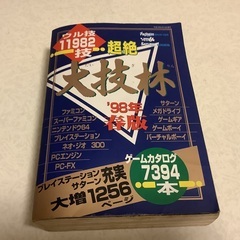 ウル技
11982
技
超絶
大技林
'98年
春版
ファミコン
スーパーファミコン
ニンテンドウ64
プレイステーション
ネオ・ジオ
PCエンジン
PC-FX
サターン
メガドライブ
ゲームギア
ゲームボーイ
バーチャルボーイ
ゲームカタログ
7394
本
プレイステーション
サターン
充実
大増1256
ページ